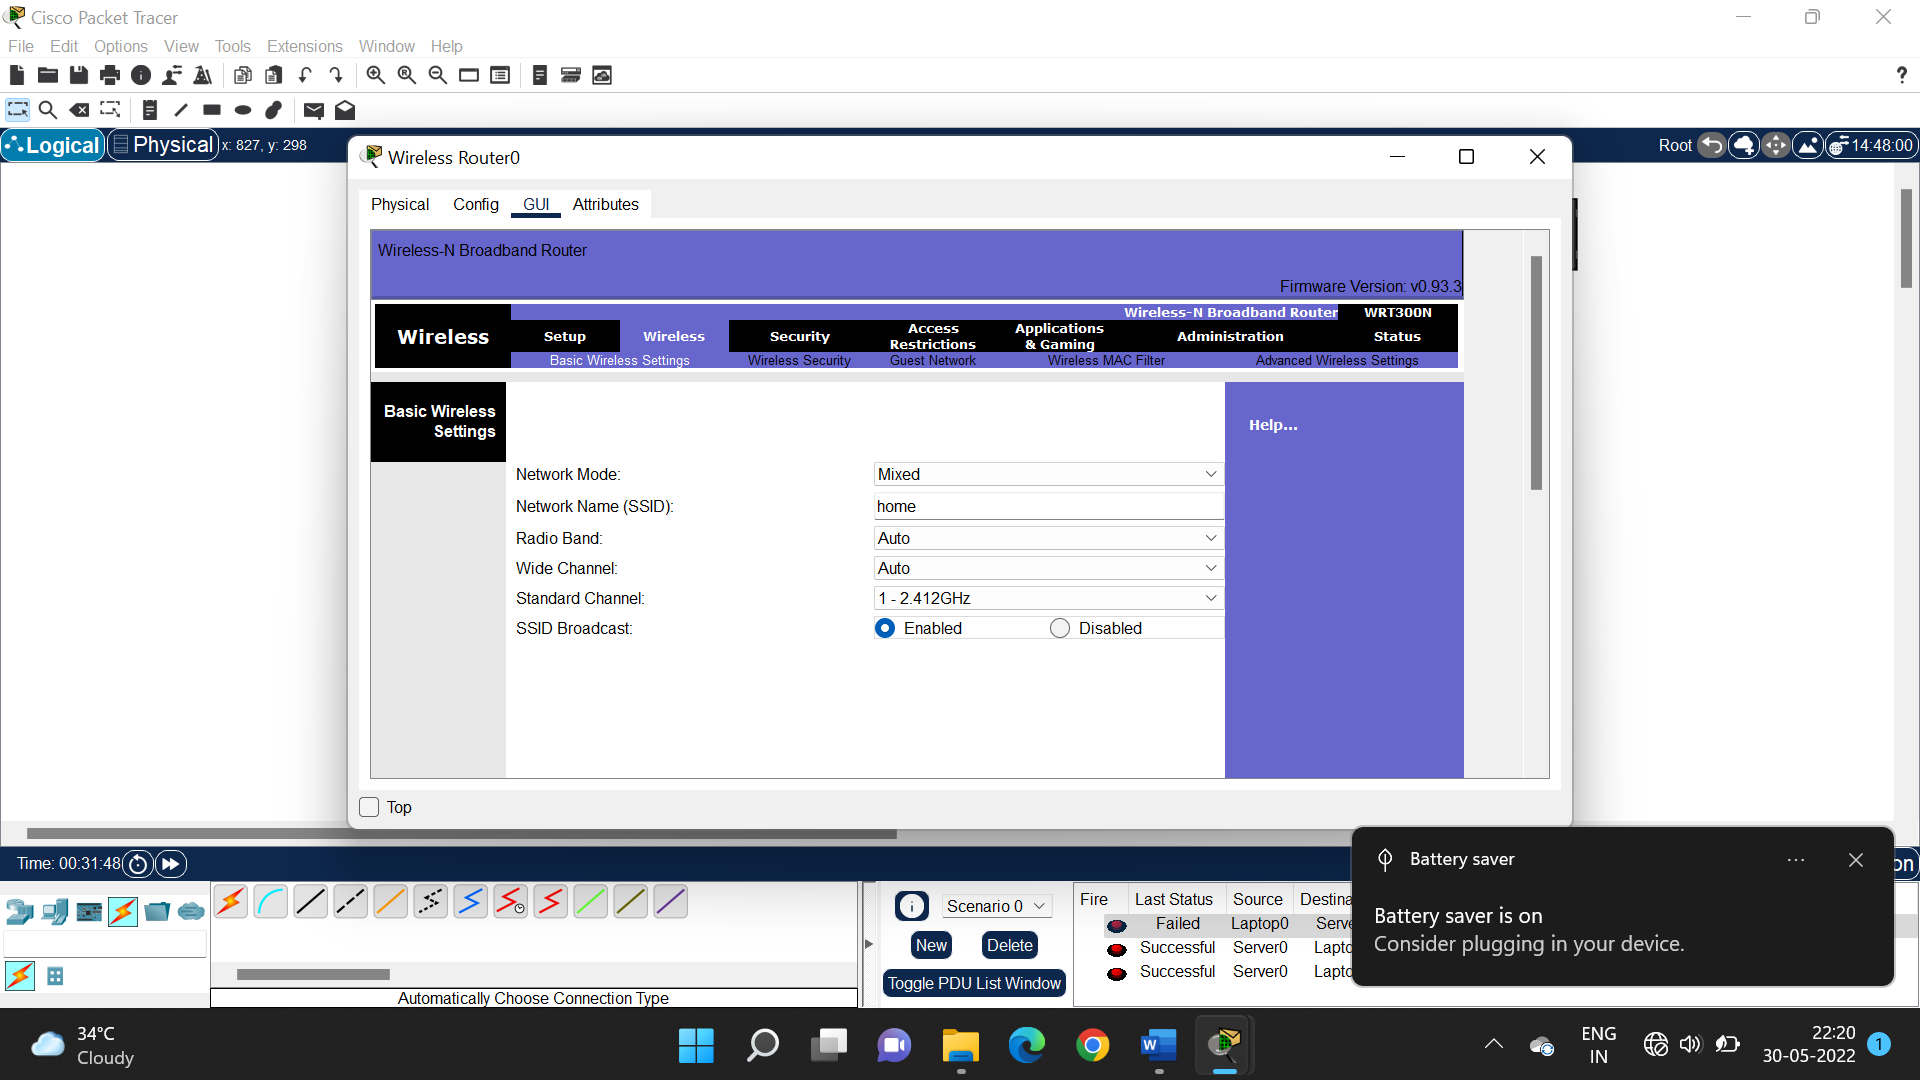 Cisco Packet Tracer
File Edit Options View Tools Extensions Window Help
?
Logical Physical x: 827, y: 298 Root 14:48:00
Wireless Router0
Physical Config GUI Attributes
Wireless-N Broadband Router
Firmware Version: v0.93.3
Wireless-N Broadband Router WRT300N
Wireless Setup Wireless Security Access Restrictions Applications & Gaming Administration Status
Basic Wireless Settings Wireless Security Guest Network Wireless MAC Filter Advanced Wireless Settings
Basic Wireless
Settings
Help...
Network Mode: Mixed
Network Name (SSID): home
Radio Band: Auto
Wide Channel: Auto
Standard Channel: 1 - 2.412GHz
SSID Broadcast: Enabled Disabled
Top
Time: 00:31:48
Scenario 0
New Delete
Toggle PDU List Window
Automatically Choose Connection Type
Fire Last Status Source Destina
Failed Laptop0 Serve
Successful Server0 Lapto
Successful Server0 Lapto
Battery saver
Battery saver is on
Consider plugging in your device.
on
34°C
Cloudy
ENG
IN
22:20
30-05-2022
1